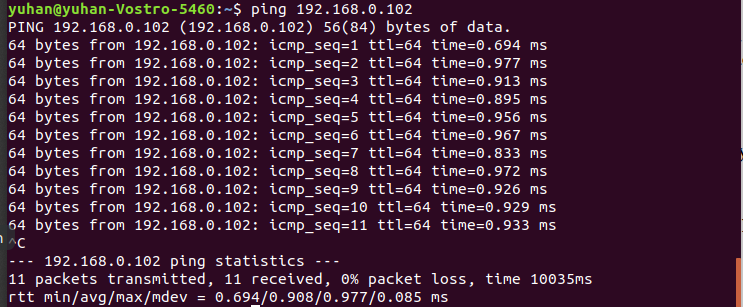 yuhan@yuhan-Vostro-5460:~$ ping 192.168.0.102
PING 192.168.0.102 (192.168.0.102) 56(84) bytes of data.
64 bytes from 192.168.0.102: icmp_seq=1 ttl=64 time=0.694 ms
64 bytes from 192.168.0.102: icmp_seq=2 ttl=64 time=0.977 ms
64 bytes from 192.168.0.102: icmp_seq=3 ttl=64 time=0.913 ms
64 bytes from 192.168.0.102: icmp_seq=4 ttl=64 time=0.895 ms
64 bytes from 192.168.0.102: icmp_seq=5 ttl=64 time=0.956 ms
64 bytes from 192.168.0.102: icmp_seq=6 ttl=64 time=0.967 ms
64 bytes from 192.168.0.102: icmp_seq=7 ttl=64 time=0.833 ms
64 bytes from 192.168.0.102: icmp_seq=8 ttl=64 time=0.972 ms
64 bytes from 192.168.0.102: icmp_seq=9 ttl=64 time=0.926 ms
64 bytes from 192.168.0.102: icmp_seq=10 ttl=64 time=0.929 ms
64 bytes from 192.168.0.102: icmp_seq=11 ttl=64 time=0.933 ms
^C
--- 192.168.0.102 ping statistics ---
11 packets transmitted, 11 received, 0% packet loss, time 10035ms
rtt min/avg/max/mdev = 0.694/0.908/0.977/0.085 ms